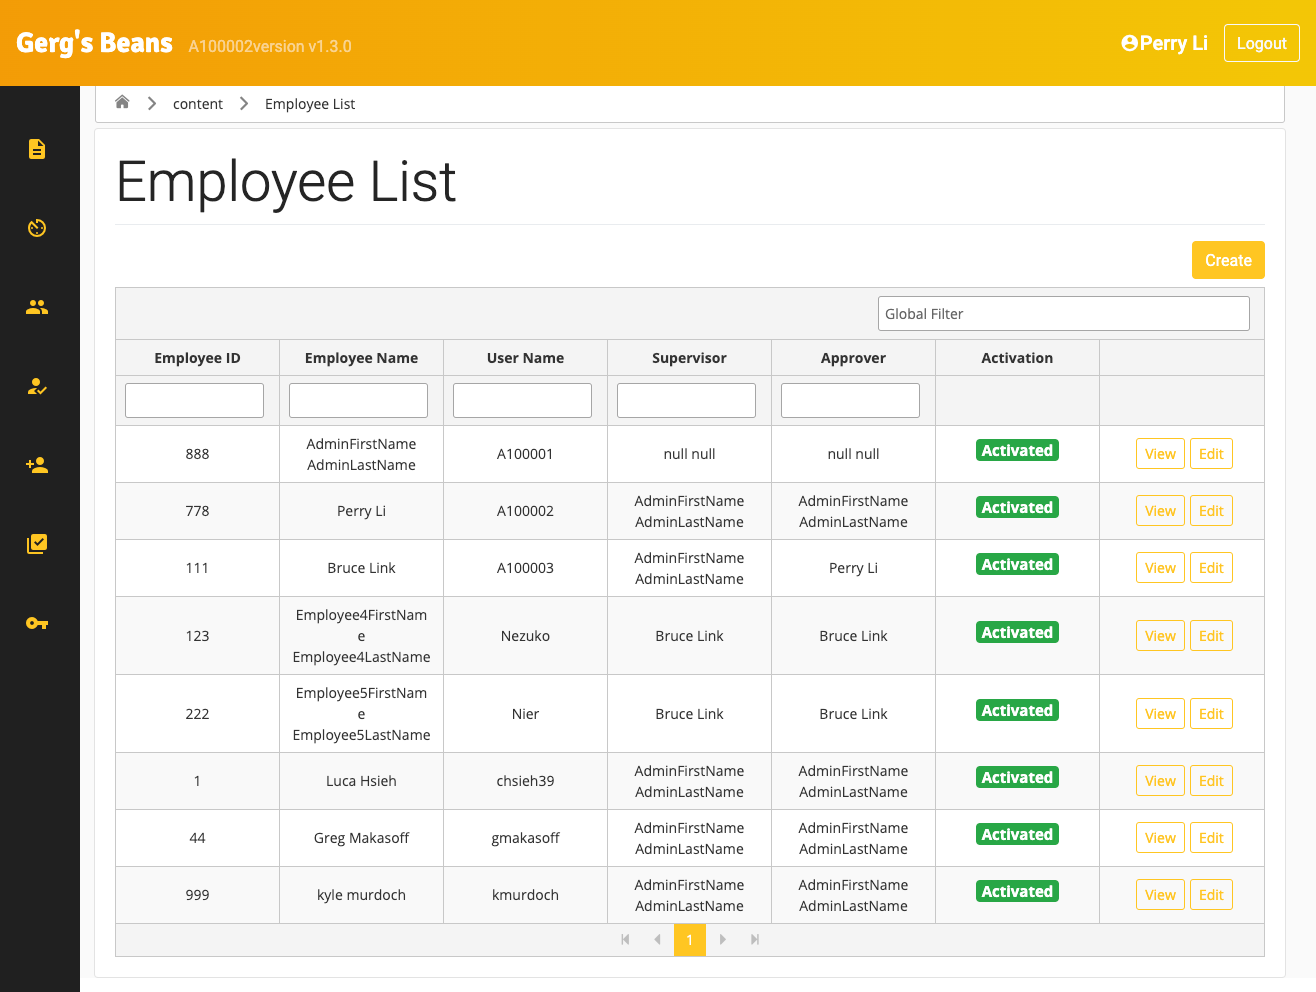 Gerg's Beans A100002version v1.3.0 Perry Li Logout
content Employee List
Employee List
Create
Global Filter
Employee ID Employee Name User Name Supervisor Approver Activation
888 AdminFirstName AdminLastName A100001 null null null null Activated View Edit
778 Perry Li A100002 AdminFirstName AdminLastName AdminFirstName AdminLastName Activated View Edit
111 Bruce Link A100003 AdminFirstName AdminLastName Perry Li Activated View Edit
123 Employee4FirstName Employee4LastName Nezuko Bruce Link Bruce Link Activated View Edit
222 Employee5FirstName Employee5LastName Nier Bruce Link Bruce Link Activated View Edit
1 Luca Hsieh chsieh39 AdminFirstName AdminLastName AdminFirstName AdminLastName Activated View Edit
44 Greg Makasoff gmakasoff AdminFirstName AdminLastName AdminFirstName AdminLastName Activated View Edit
999 kyle murdoch kmurdoch AdminFirstName AdminLastName AdminFirstName AdminLastName Activated View Edit
1